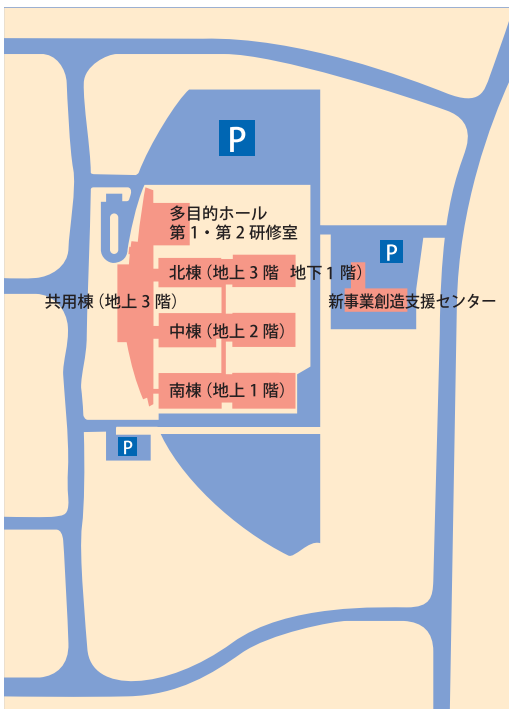 P
多目的ホール
第1・第2研修室
P
北棟（地上3階 地下1階）
共用棟（地上3階）
新事業創造支援センター
中棟（地上2階）
南棟（地上1階）
P